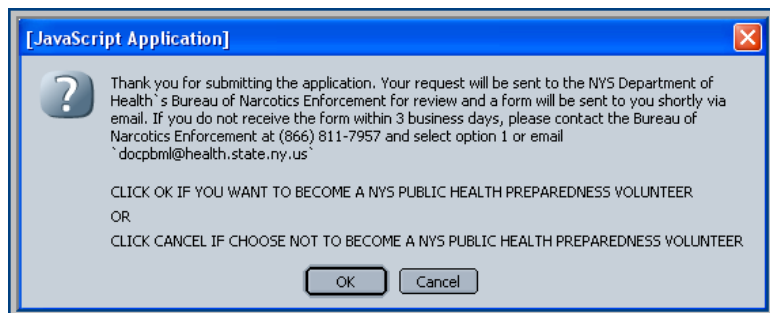 [JavaScript Application]
Thank you for submitting the application. Your request will be sent to the NYS Department of
Health`s Bureau of Narcotics Enforcement for review and a form will be sent to you shortly via
email. If you do not receive the form within 3 business days, please contact the Bureau of
Narcotics Enforcement at (866) 811-7957 and select option 1 or email
`docpbml@health.state.ny.us`
CLICK OK IF YOU WANT TO BECOME A NYS PUBLIC HEALTH PREPAREDNESS VOLUNTEER
OR
CLICK CANCEL IF CHOOSE NOT TO BECOME A NYS PUBLIC HEALTH PREPAREDNESS VOLUNTEER
OK Cancel